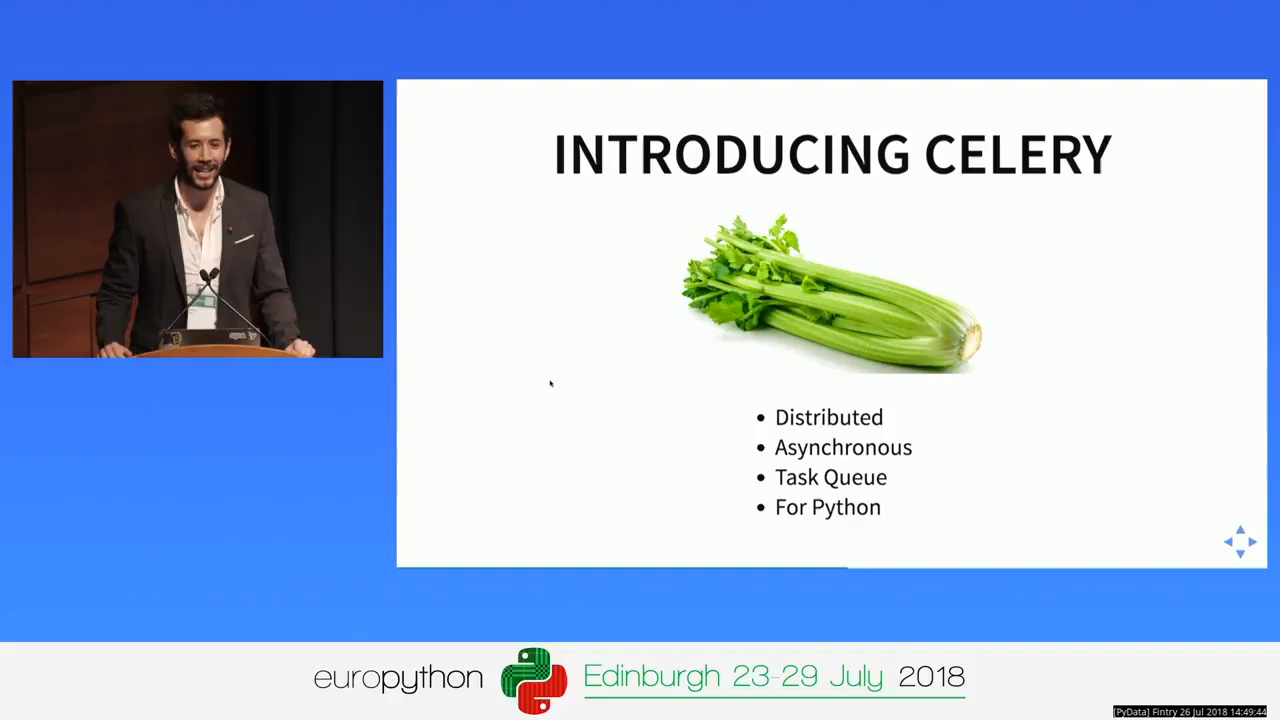 INTRODUCING CELERY
Distributed
Asynchronous
Task Queue
For Python
europython
Edinburgh 23-29 July 2018
[PyData] Fintry 26 Jul 2018 14:49:44